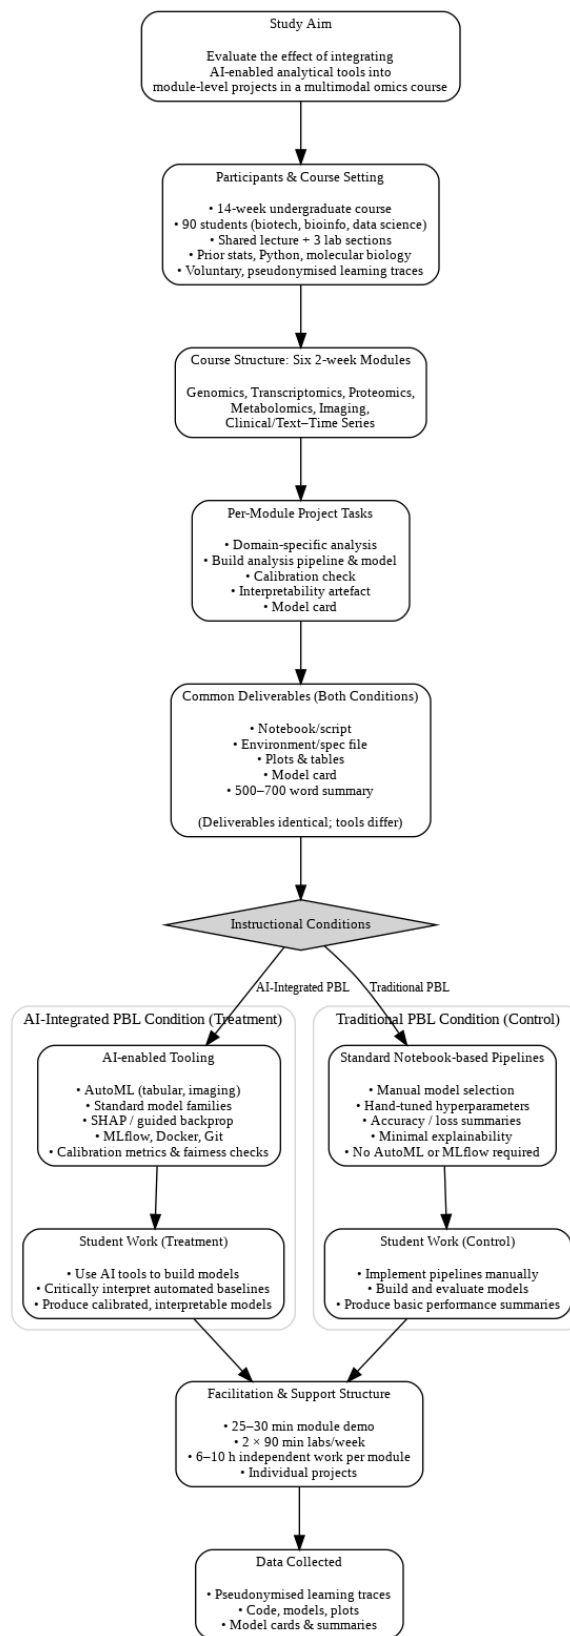 Study Aim
Evaluate the effect of integrating
AI-enabled analytical tools into
module-level projects in a multimodal omics course
Participants & Course Setting
• 14-week undergraduate course
• 90 students (biotech, bioinfo, data science)
• Shared lecture + 3 lab sections
• Prior stats, Python, molecular biology
• Voluntary, pseudonymised learning traces
Course Structure: Six 2-week Modules
Genomics, Transcriptomics, Proteomics,
Metabolomics, Imaging,
Clinical/Text–Time Series
Per-Module Project Tasks
• Domain-specific analysis
• Build analysis pipeline & model
• Calibration check
• Interpretability artefact
• Model card
Common Deliverables (Both Conditions)
• Notebook/script
• Environment/spec file
• Plots & tables
• Model card
• 500–700 word summary
(Deliverables identical; tools differ)
Instructional Conditions
AI-Integrated PBL
Traditional PBL
AI-Integrated PBL Condition (Treatment)
AI-enabled Tooling
• AutoML (tabular, imaging)
• Standard model families
• SHAP / guided backprop
• MLflow, Docker, Git
• Calibration metrics & fairness checks
Student Work (Treatment)
• Use AI tools to build models
• Critically interpret automated baselines
• Produce calibrated, interpretable models
Traditional PBL Condition (Control)
Standard Notebook-based Pipelines
• Manual model selection
• Hand-tuned hyperparameters
• Accuracy / loss summaries
• Minimal explainability
• No AutoML or MLflow required
Student Work (Control)
• Implement pipelines manually
• Build and evaluate models
• Produce basic performance summaries
Facilitation & Support Structure
• 25–30 min module demo
• 2 × 90 min labs/week
• 6–10 h independent work per module
• Individual projects
Data Collected
• Pseudonymised learning traces
• Code, models, plots
• Model cards & summaries